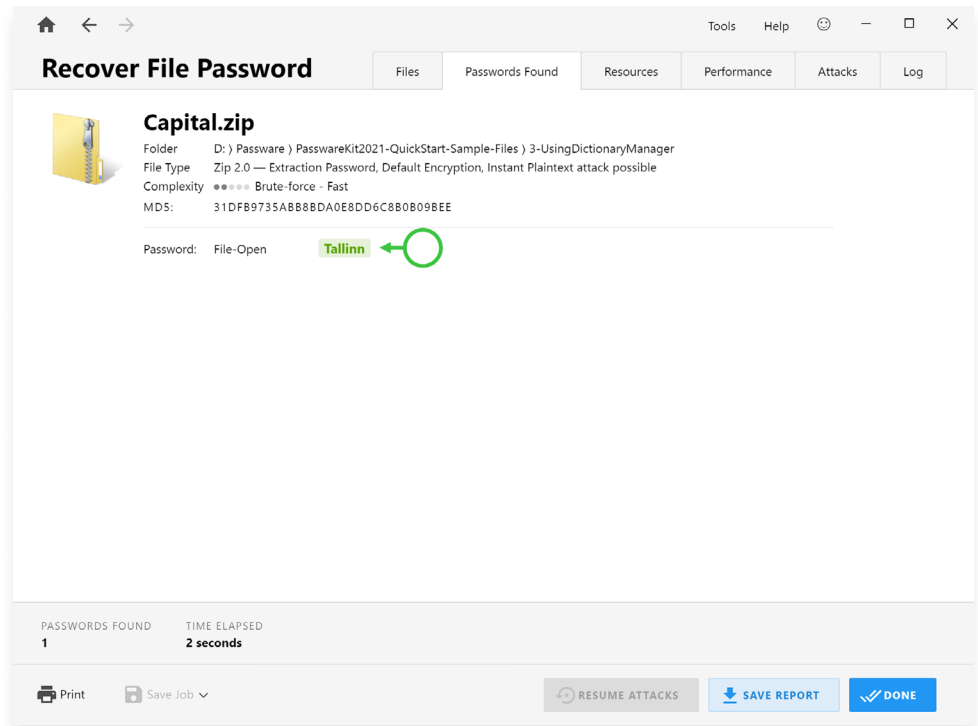 Tools Help
Recover File Password
Files Passwords Found Resources Performance Attacks Log
Capital.zip
Folder D: ⟩ Passware ⟩ PasswareKit2021-QuickStart-Sample-Files ⟩ 3-UsingDictionaryManager
File Type Zip 2.0 — Extraction Password, Default Encryption, Instant Plaintext attack possible
Complexity Brute-force - Fast
MD5: 31DFB9735ABB8BDA0E8DD6C8B0B09BEE
Password: File-Open Tallinn
PASSWORDS FOUND TIME ELAPSED
1 2 seconds
Print Save Job RESUME ATTACKS SAVE REPORT DONE